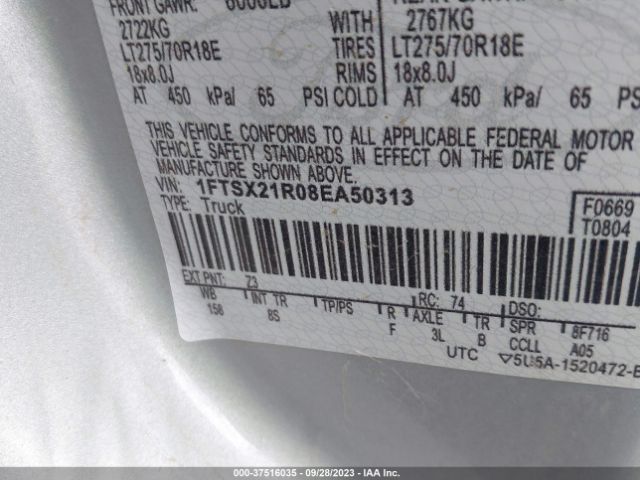 FRONT GAWR: 6000LB
2722KG WITH 2767KG
LT275/70R18E TIRES LT275/70R18E
18x8.0J RIMS 18x8.0J
AT 450 kPa/ 65 PSI COLD AT 450 kPa/ 65 PS
THIS VEHICLE CONFORMS TO ALL APPLICABLE FEDERAL MOTOR
VEHICLE SAFETY STANDARDS IN EFFECT ON THE DATE OF
MANUFACTURE SHOWN ABOVE.
VIN: 1FTSX21R08EA50313
TYPE: Truck
F0669
T0804
EXT PNT: Z3 RC: 74 DSO:
WB INT TR TP/PS R AXLE TR SPR 8F716
158 8S F 3L B CCLL A05
UTC ▽5U5A-1520472-
000-37516035 / 09/28/2023 / IAA Inc.